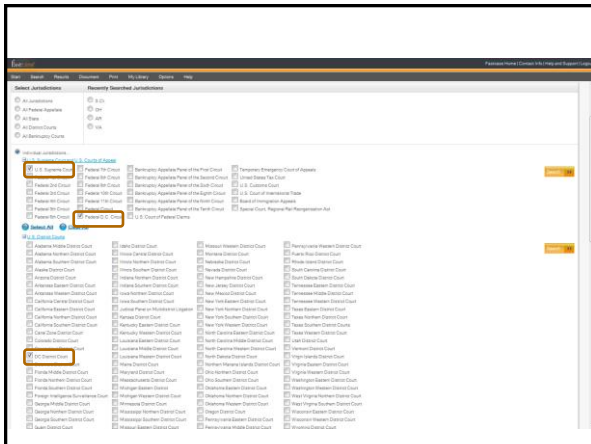 Fastcase Home | Contact Info | Help and Support | Logout
Start Search Results Document Print My Library Options Help
Select Jurisdictions Recently Searched Jurisdictions
All Jurisdictions
All Federal Appellate
All State OH
All District Courts AR
All Bankruptcy Courts VA
Individual Jurisdictions
U.S. Supreme Court Federal 7th Circuit Bankruptcy Appellate Panel of the First Circuit Temporary Emergency Court of Appeals
Federal 8th Circuit Bankruptcy Appellate Panel of the Second Circuit United States Tax Court
Federal 2nd Circuit Federal 9th Circuit Bankruptcy Appellate Panel of the Sixth Circuit U.S. Customs Court
Federal 3rd Circuit Federal 10th Circuit Bankruptcy Appellate Panel of the Eighth Circuit U.S. Court of International Trade
Federal 4th Circuit Federal 11th Circuit Bankruptcy Appellate Panel of the Ninth Circuit Board of Immigration Appeals
Federal 5th Circuit Federal Circuit Bankruptcy Appellate Panel of the Tenth Circuit Special Court, Regional Rail Reorganization Act
Federal 6th Circuit Federal D.C. Circuit U.S. Court of Federal Claims
Select All Clear All
U.S. District Courts
Alabama Middle District Court Idaho District Court Missouri Western District Court Pennsylvania Western District Court
Alabama Northern District Court Illinois Central District Court Montana District Court Puerto Rico District Court
Alabama Southern District Court Illinois Northern District Court Nebraska District Court Rhode Island District Court
Alaska District Court Illinois Southern District Court Nevada District Court South Carolina District Court
Arizona District Court Indiana Northern District Court New Hampshire District Court South Dakota District Court
Arkansas Eastern District Court Indiana Southern District Court New Jersey District Court Tennessee Eastern District Court
Arkansas Western District Court Iowa Northern District Court New Mexico District Court Tennessee Middle District Court
California Central District Court Iowa Southern District Court New York Eastern District Court Tennessee Western District Court
California Eastern District Court Judicial Panel on Multidistrict Litigation New York Northern District Court Texas Eastern District Court
California Northern District Court Kansas District Court New York Southern District Court Texas Northern District Court
California Southern District Court Kentucky Eastern District Court New York Western District Court Texas Southern District Courts
Canal Zone District Court Kentucky Western District Court North Carolina Eastern District Court Texas Western District Court
Colorado District Court Louisiana Eastern District Court North Carolina Middle District Court Utah District Court
Louisiana Middle District Court North Carolina Western District Court Vermont District Court
DC District Court Louisiana Western District Court North Dakota District Court Virgin Islands District Court
Maine District Court Northern Mariana Islands District Court Virginia Eastern District Court
Florida Middle District Court Maryland District Court Ohio Northern District Court Virginia Western District Court
Florida Northern District Court Massachusetts District Court Ohio Southern District Court Washington Eastern District Court
Florida Southern District Court Michigan Eastern District Court Oklahoma Eastern District Court Washington Western District Court
Foreign Intelligence Surveillance Court Michigan Western District Court Oklahoma Northern District Court West Virginia Northern District Court
Georgia Middle District Court Minnesota District Court Oklahoma Western District Court West Virginia Southern District Court
Georgia Northern District Court Mississippi Northern District Court Oregon District Court Wisconsin Eastern District Court
Georgia Southern District Court Mississippi Southern District Court Pennsylvania Eastern District Court Wisconsin Western District Court
Guam District Court Missouri Eastern District Court Pennsylvania Middle District Court Wyoming District Court